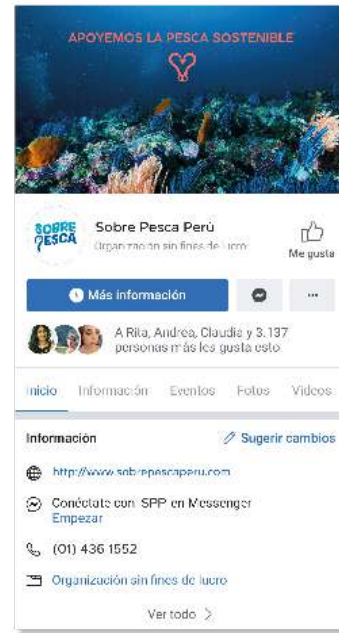 APOYEMOS LA PESCA SOSTENIBLE
SOBRE
PESCA
Sobre Pesca Perú
Organización sin fines de lucro
Me gusta
Más información
A Rita, Andrea, Claudia y 3.137
personas más les gusta esto
Inicio Información Eventos Fotos Videos
Información
Sugerir cambios
http://www.sobrepescaperu.com
Conéctate con SPP en Messenger
Empezar
(01) 436 1552
Organización sin fines de lucro
Ver todo